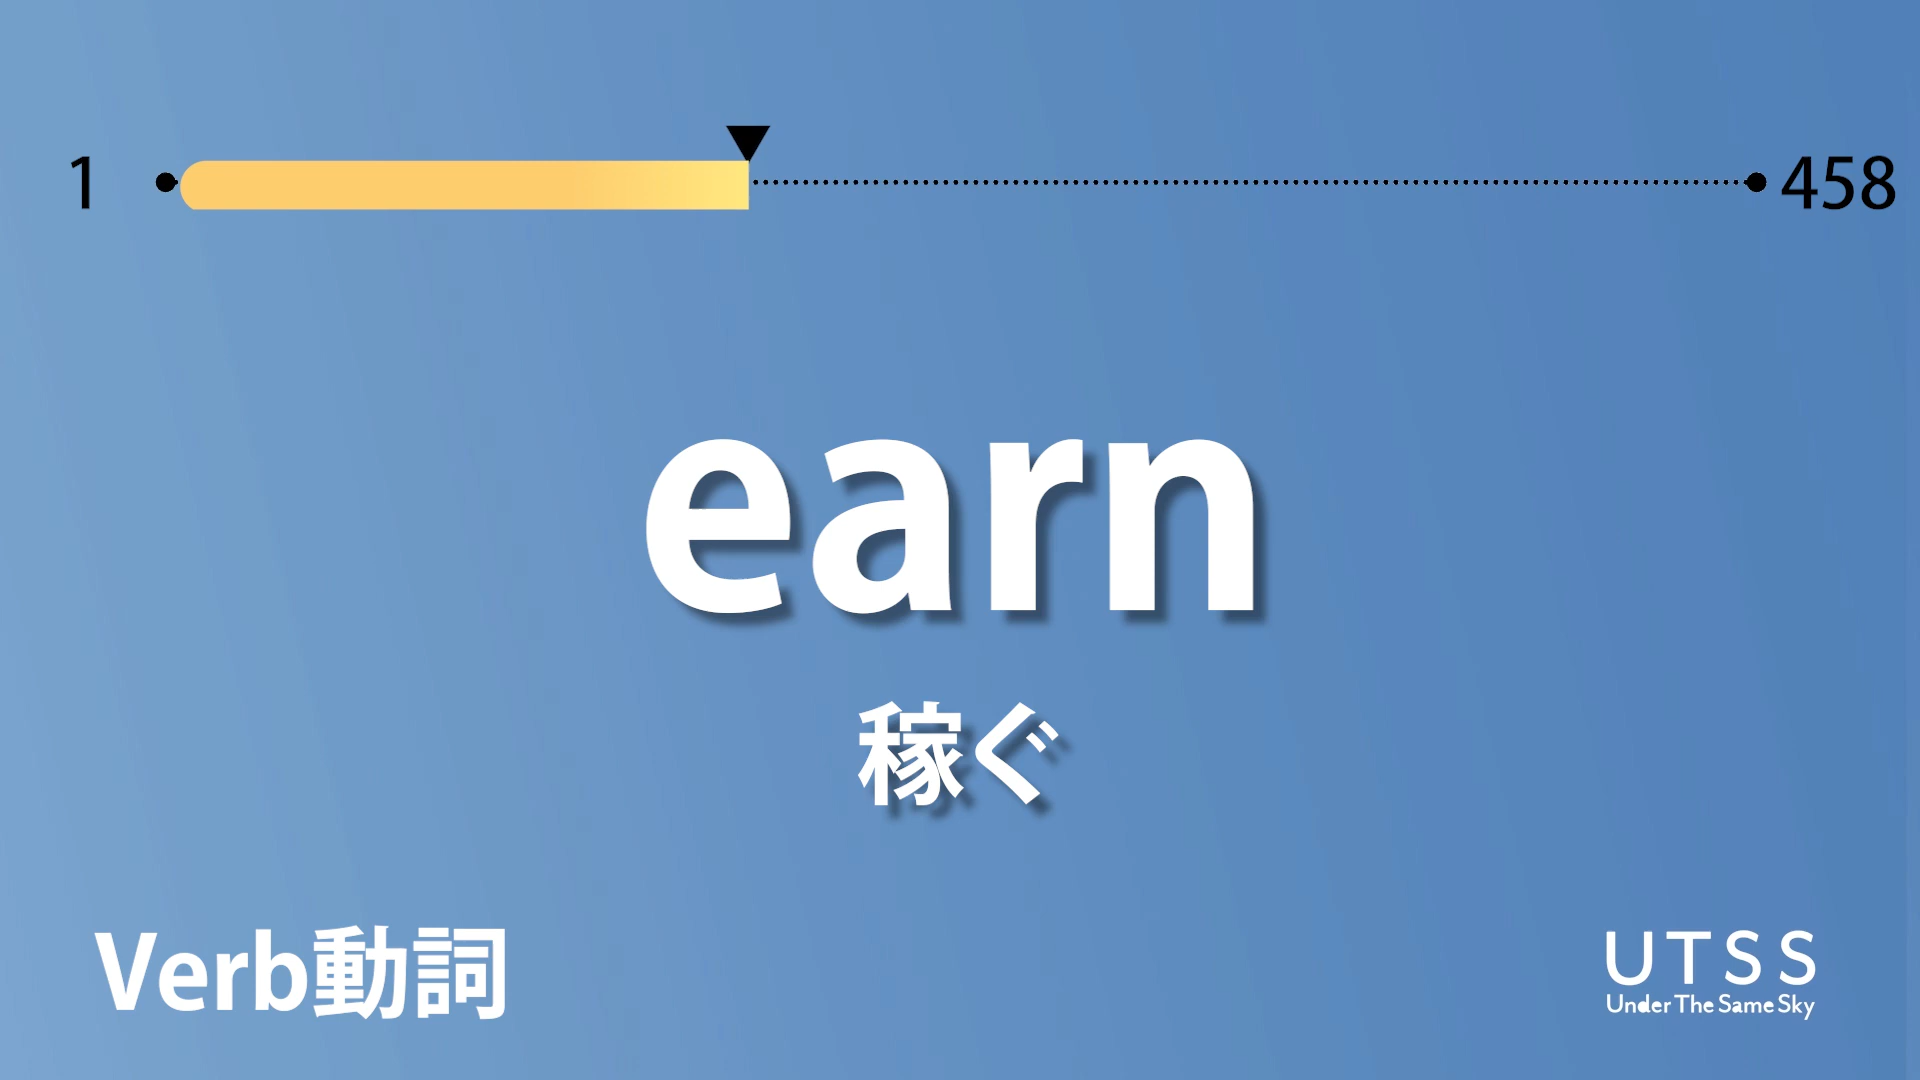 1
458
earn
稼ぐ
Verb動詞
UTSS
Under The Same Sky